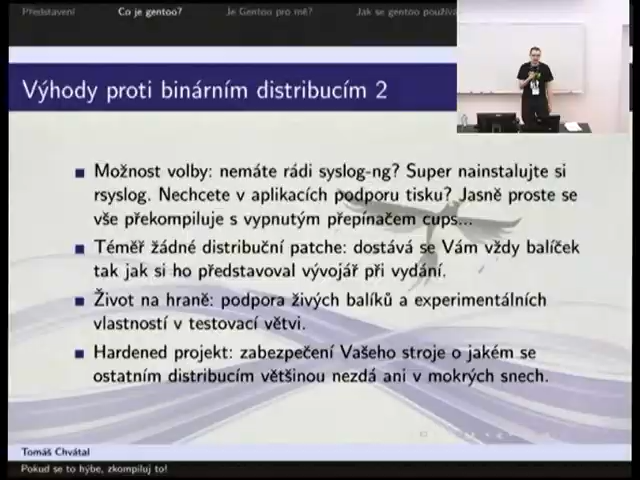 Představení Co je gentoo? Je Gentoo pro mě? Jak se gentoo použív
Výhody proti binárním distribucím 2
Možnost volby: nemáte rádi syslog-ng? Super nainstalujte si
rsyslog. Nechcete v aplikacích podporu tisku? Jasně proste se
vše překompiluje s vypnutým přepínačem cups...
Téměř žádné distribuční patche: dostává se Vám vždy balíček
tak jak si ho představoval vývojář při vydání.
Život na hraně: podpora živých balíků a experimentálních
vlastností v testovací větvi.
Hardened projekt: zabezpečení Vašeho stroje o jakém se
ostatním distribucím většinou nezdá ani v mokrých snech.
Tomáš Chvátal
Pokud se to hýbe, zkompiluj to!